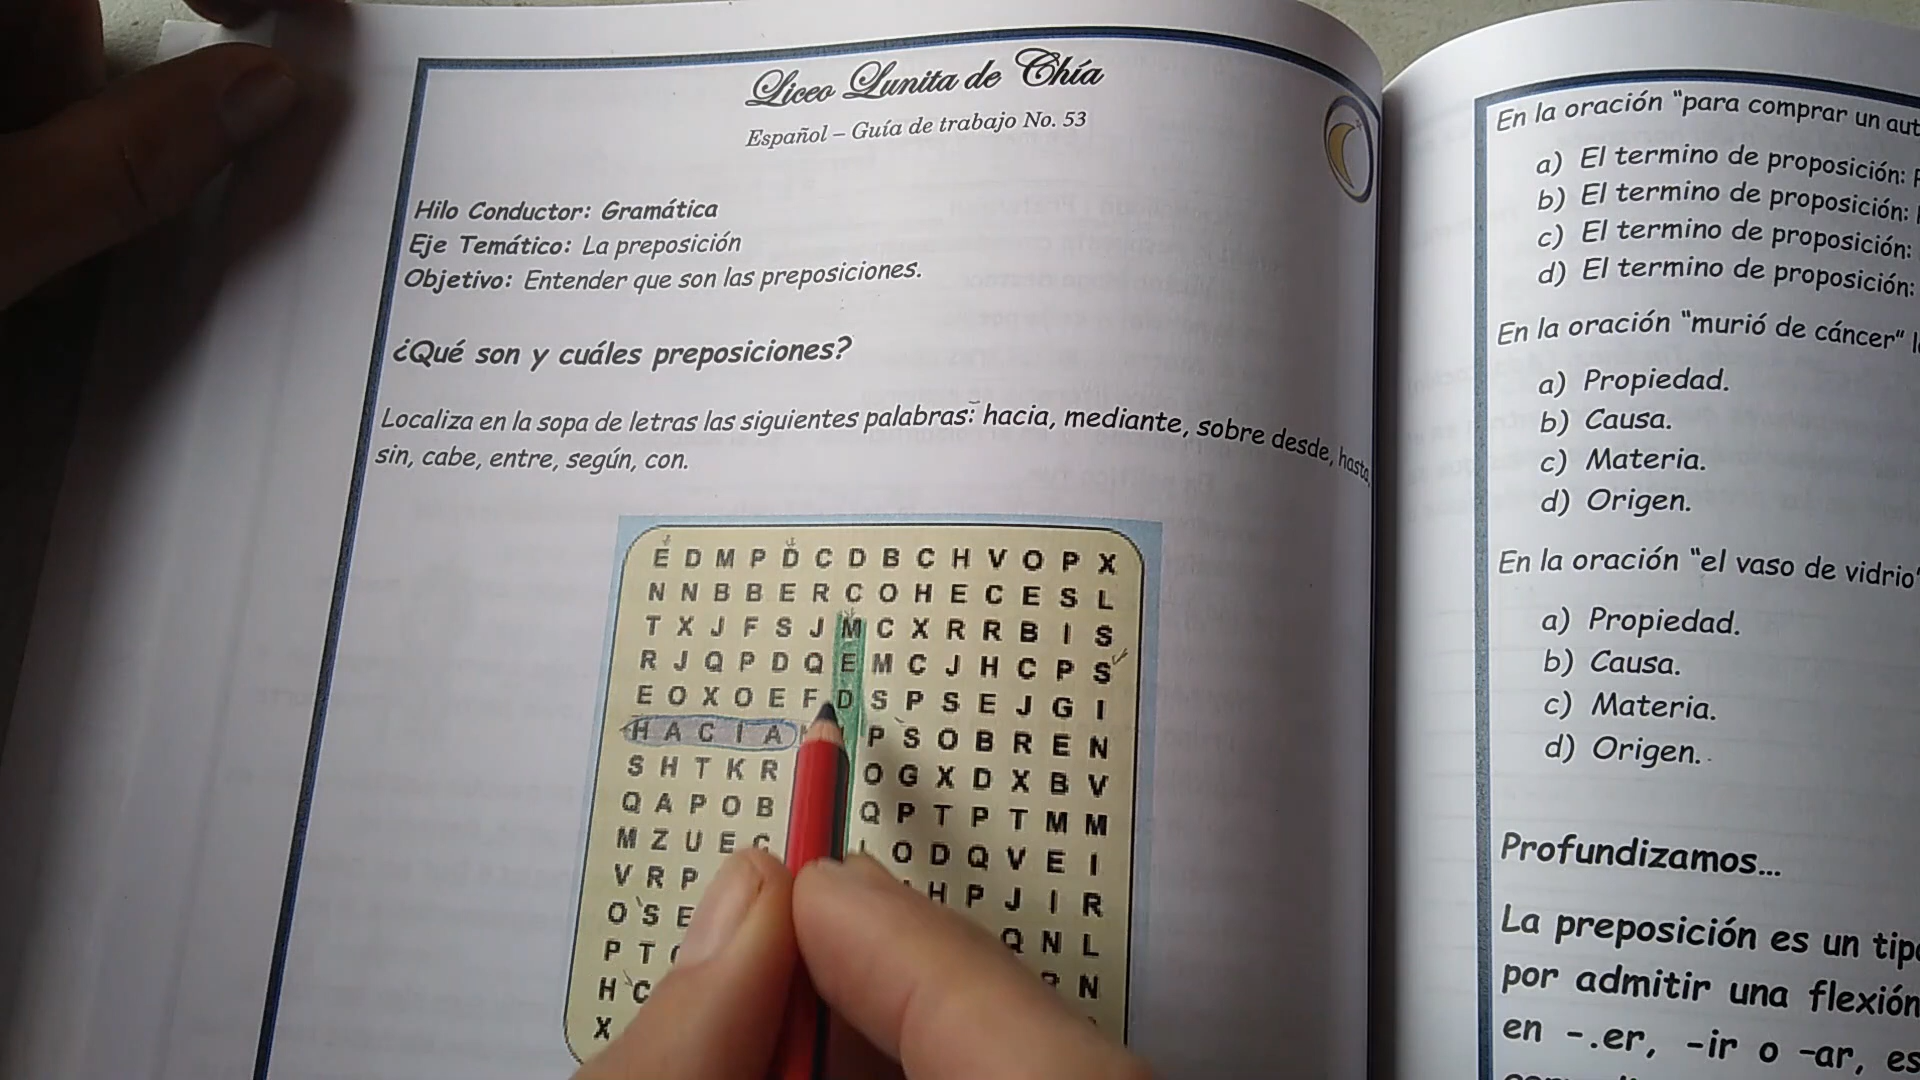 Liceo Lunita de Chía
Español – Guía de trabajo No. 53
Hilo Conductor: Gramática
Eje Temático: La preposición
Objetivo: Entender que son las preposiciones.
¿Qué son y cuáles preposiciones?
Localiza en la sopa de letras las siguientes palabras: hacia, mediante, sobre desde, hasta,
sin, cabe, entre, según, con.
E D M P D C D B C H V O P X
N N B B E R C O H E C E S L
T X J F S J M C X R R B I S
R J Q P D Q E M C J H C P S
E O X O E F D S P S E J G I
H A C I A P S O B R E N
S H T K R O G X D X B V
Q A P O B Q P T P T M M
M Z U E C L O D Q V E I
V R P H P J I R
O S E Q N L
P T N
H C N
X
En la oración "para comprar un
a) El termino de proposición:
b) El termino de proposición:
c) El termino de proposición:
d) El termino de proposición:
En la oración "murió de cáncer"
a) Propiedad.
b) Causa.
c) Materia.
d) Origen.
En la oración "el vaso de vidrio"
a) Propiedad.
b) Causa.
c) Materia.
d) Origen.
Profundizamos...
La preposición es un
por admitir una flexión
en -.er, -ir o -ar,